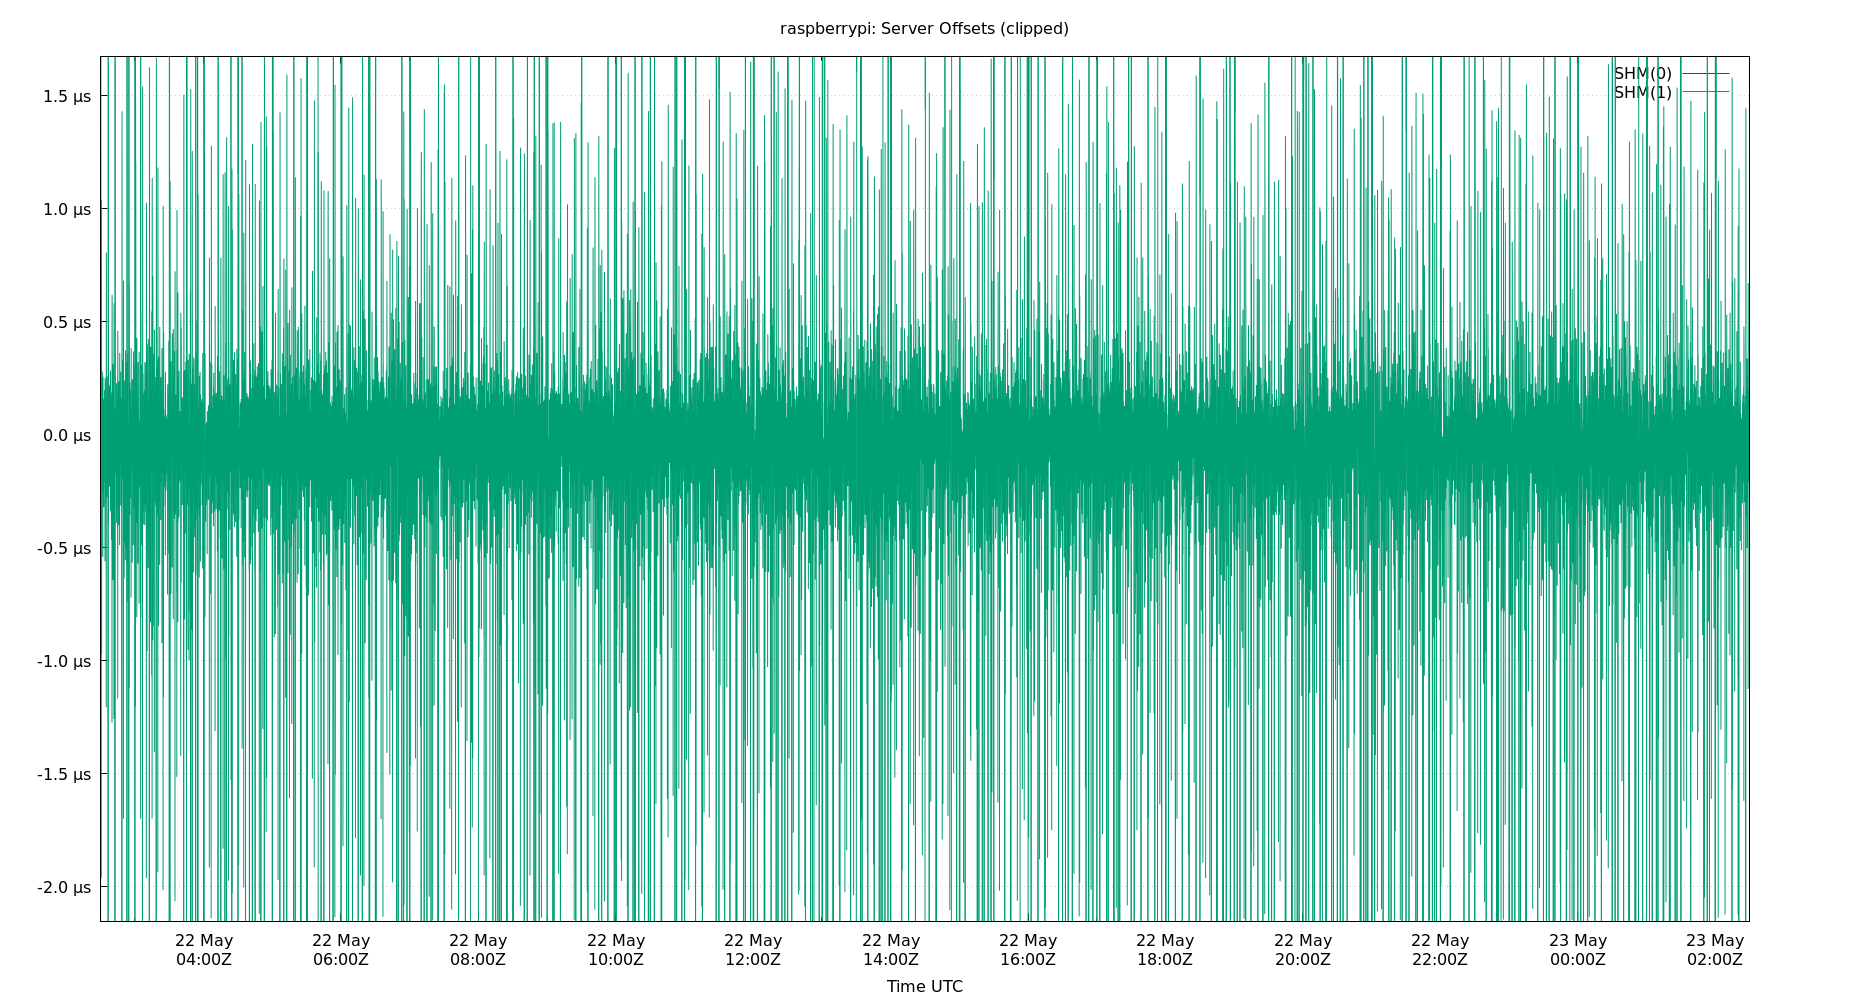 raspberrypi: Server Offsets (clipped)
SHM(0)
SHM(1)
1.5 µs
1.0 µs
0.5 µs
0.0 µs
-0.5 µs
-1.0 µs
-1.5 µs
-2.0 µs
22 May 22 May 22 May 22 May 22 May 22 May 22 May 22 May 22 May 22 May 23 May 23 May
04:00Z 06:00Z 08:00Z 10:00Z 12:00Z 14:00Z 16:00Z 18:00Z 20:00Z 22:00Z 00:00Z 02:00Z
Time UTC